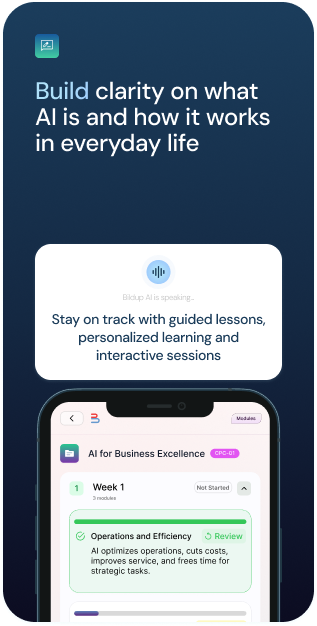 Build clarity on what
AI is and how it works
in everyday life
Bildup AI is speaking...
Stay on track with guided lessons,
personalized learning and
interactive sessions
Modules
AI for Business Excellence CPC-01
1 Week 1 Not Started
3 modules
Operations and Efficiency Review
AI optimizes operations, cuts costs,
improves service, and frees time for
strategic tasks.